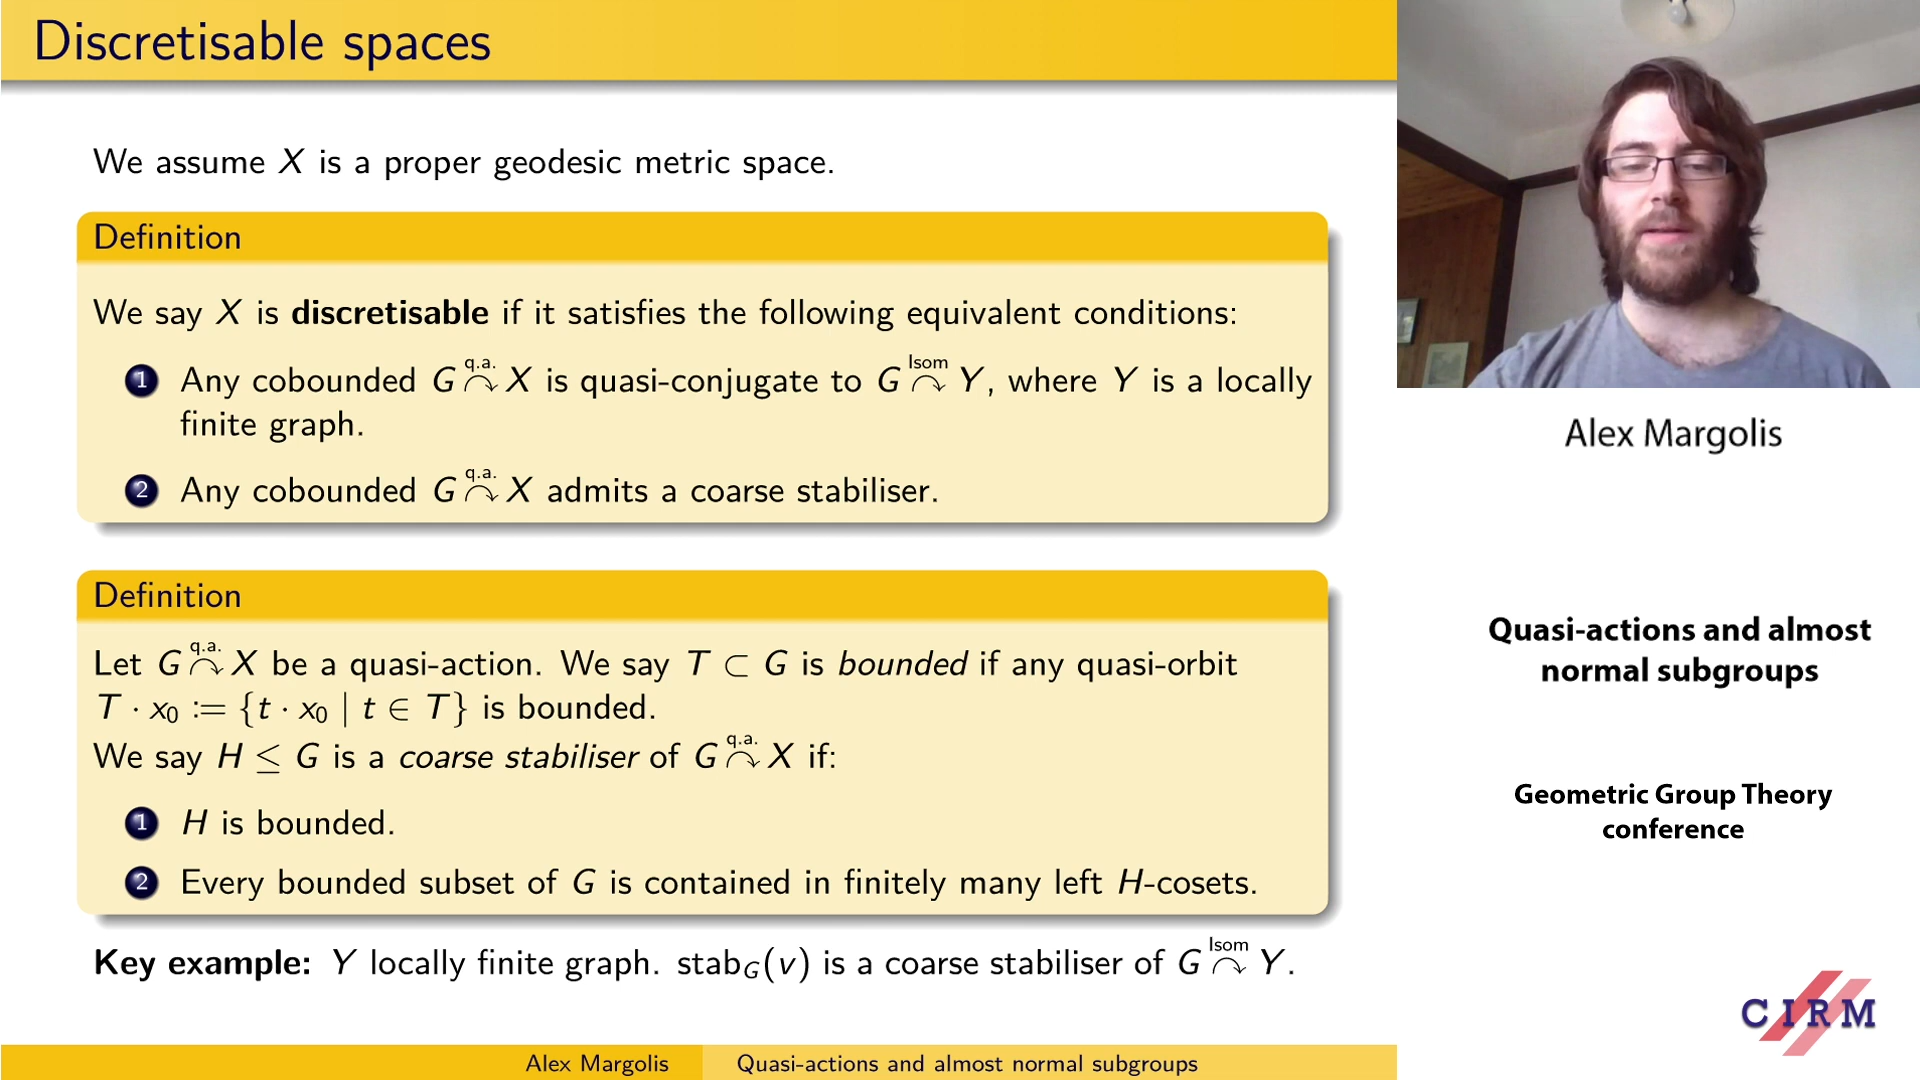 Discretisable spaces
We assume X is a proper geodesic metric space.
Definition
We say X is discretisable if it satisfies the following equivalent conditions:
1 Any cobounded G q.a.↷ X is quasi-conjugate to G Isom↷ Y, where Y is a locally
finite graph.
2 Any cobounded G q.a.↷ X admits a coarse stabiliser.
Definition
Let G q.a.↷ X be a quasi-action. We say T ⊂ G is bounded if any quasi-orbit
T · x₀ := {t · x₀ | t ∈ T} is bounded.
We say H ≤ G is a coarse stabiliser of G q.a.↷ X if:
1 H is bounded.
2 Every bounded subset of G is contained in finitely many left H-cosets.
Key example: Y locally finite graph. stab_G(v) is a coarse stabiliser of G Isom↷ Y.
Alex Margolis Quasi-actions and almost normal subgroups
Alex Margolis
Quasi-actions and almost
normal subgroups
Geometric Group Theory
conference
CIRM